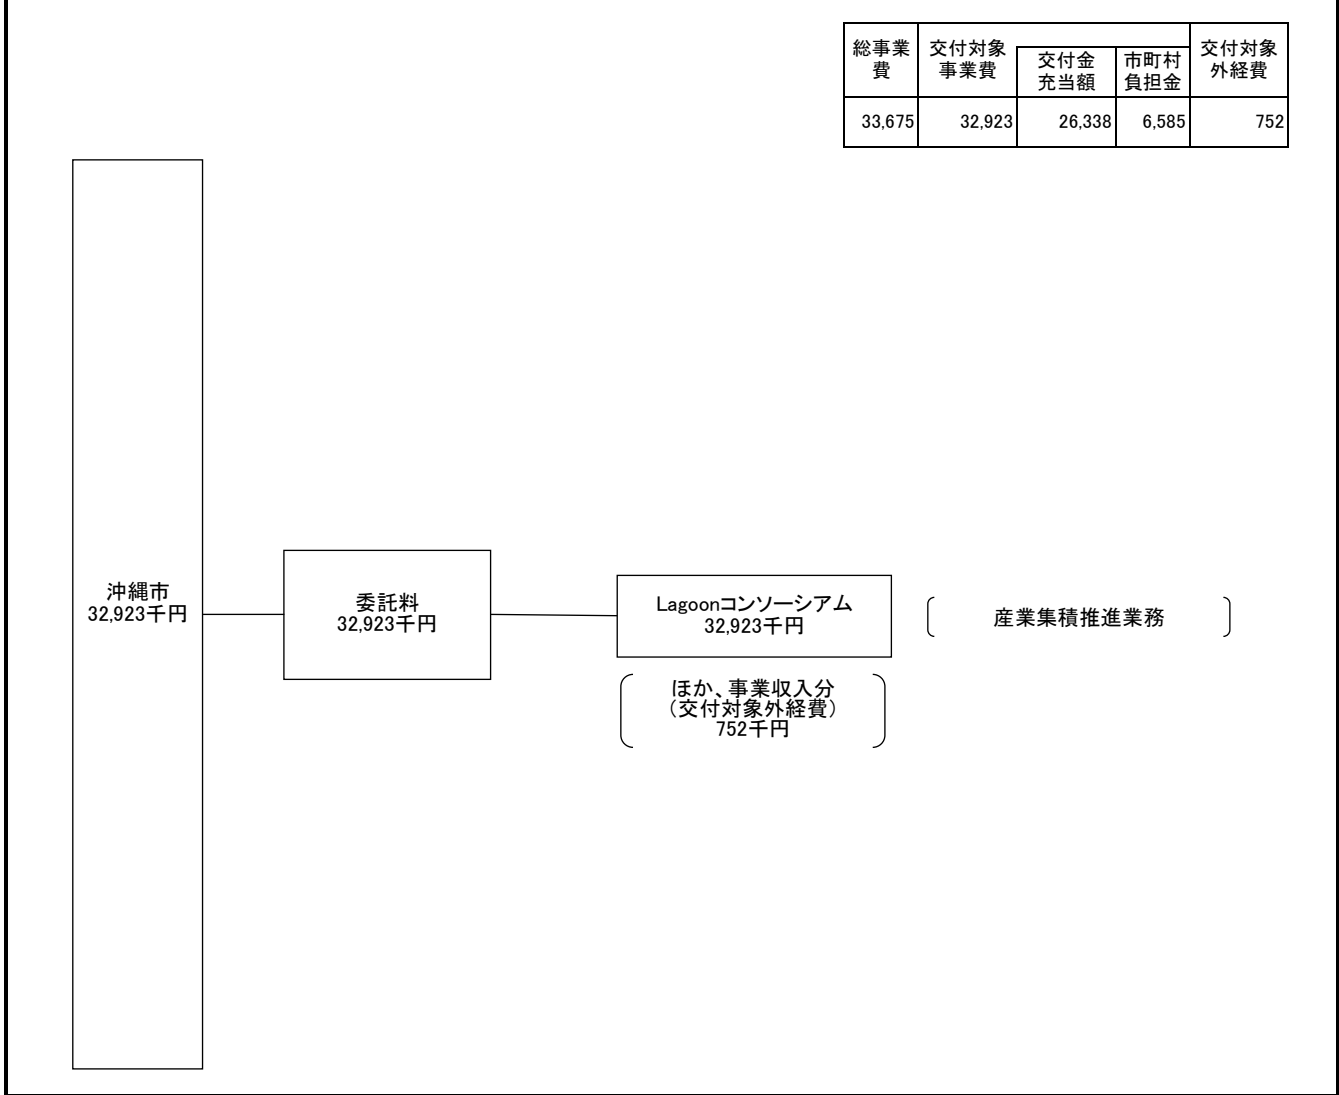 総事業
費
交付対象
事業費
交付金
充当額
市町村
負担金
交付対象
外経費
33,675
32,923
26,338
6,585
752
沖縄市
32,923千円
委託料
32,923千円
Lagoonコンソーシアム
32,923千円
産業集積推進業務
ほか、事業収入分
（交付対象外経費）
752千円